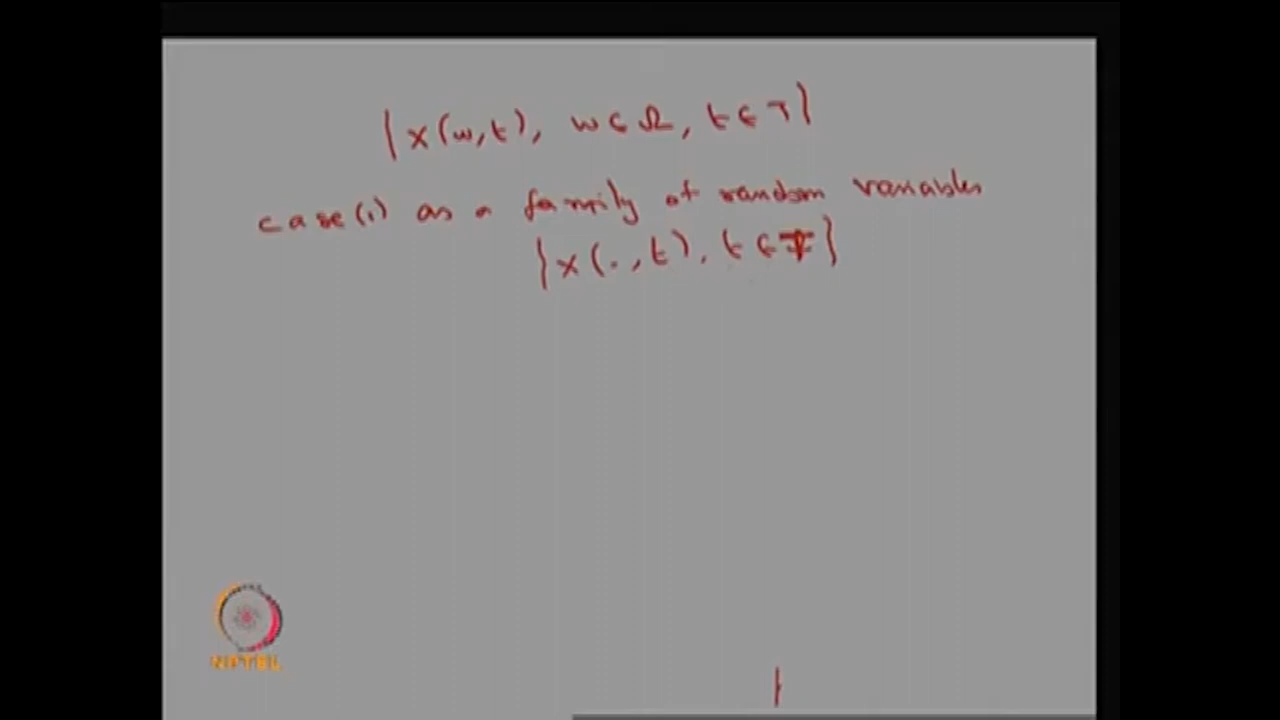 {X(w,t), w∈Ω, t∈T}
case(i) as a family of random variables
{X(.,t), t∈T}
NPTEL